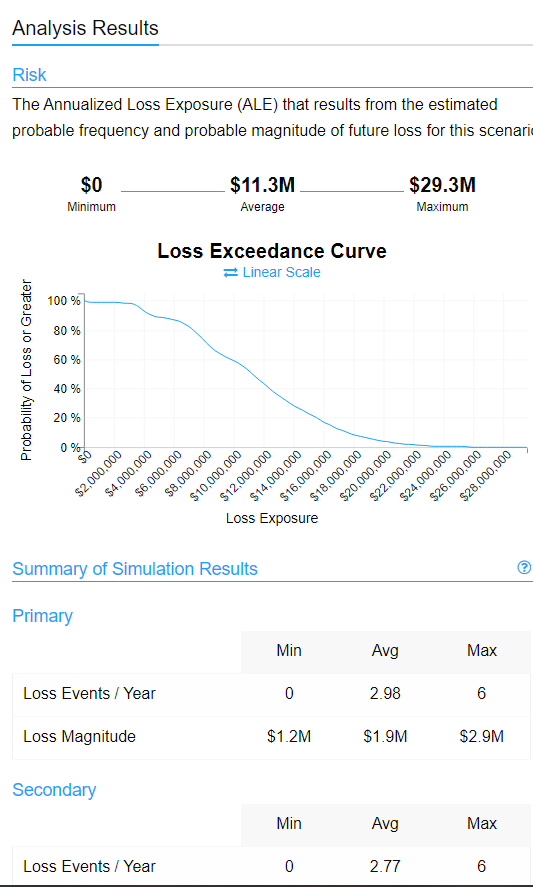 Analysis Results
Risk
The Annualized Loss Exposure (ALE) that results from the estimated
probable frequency and probable magnitude of future loss for this scenari
$0 $11.3M $29.3M
Minimum Average Maximum
Loss Exceedance Curve
Linear Scale
Probability of Loss or Greater
100 %
80 %
60 %
40 %
20 %
0 %
$0
$2,000,000
$4,000,000
$6,000,000
$8,000,000
$10,000,000
$12,000,000
$14,000,000
$16,000,000
$18,000,000
$20,000,000
$22,000,000
$24,000,000
$26,000,000
$28,000,000
Loss Exposure
Summary of Simulation Results ?
Primary
Min Avg Max
Loss Events / Year 0 2.98 6
Loss Magnitude $1.2M $1.9M $2.9M
Secondary
Min Avg Max
Loss Events / Year 0 2.77 6